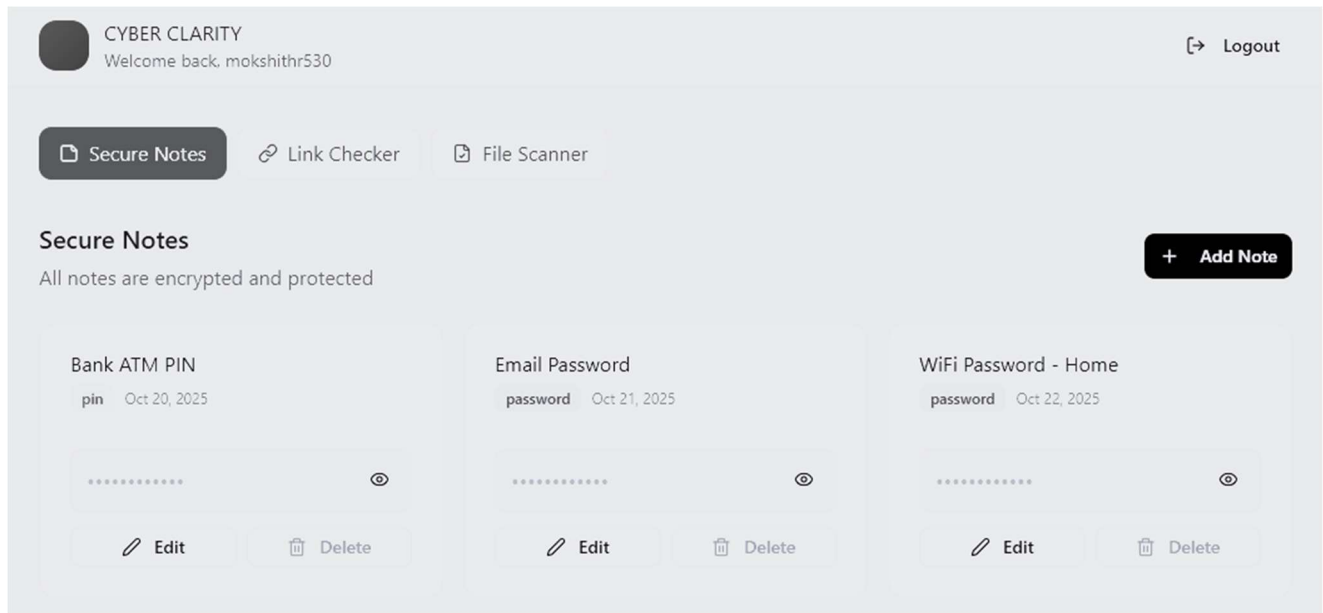 CYBER CLARITY
Welcome back, mokshithr530
Logout
Secure Notes
Link Checker
File Scanner
Secure Notes
All notes are encrypted and protected
+ Add Note
Bank ATM PIN
pin Oct 20, 2025
••••••••••••
Edit
Delete
Email Password
password Oct 21, 2025
••••••••••••
Edit
Delete
WiFi Password - Home
password Oct 22, 2025
••••••••••••
Edit
Delete